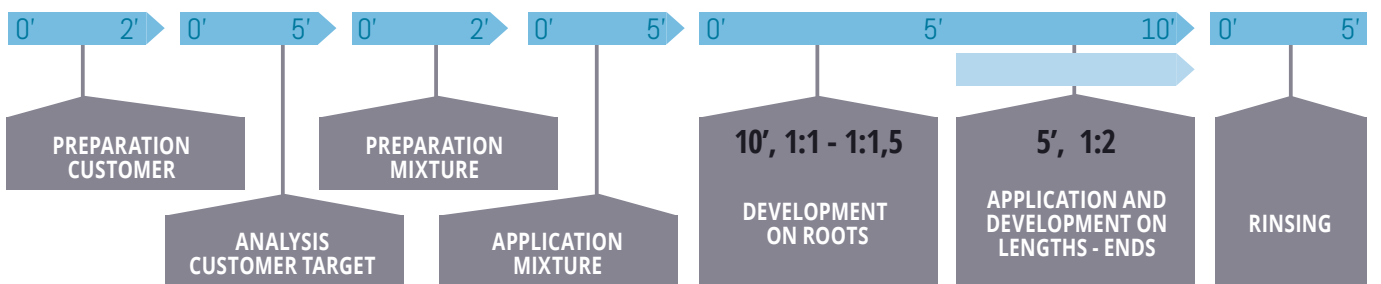 0' 2' 0' 5' 0' 2' 0' 5' 0' 5' 10' 0' 5'
PREPARATION
CUSTOMER
ANALYSIS
CUSTOMER TARGET
PREPARATION
MIXTURE
APPLICATION
MIXTURE
10’, 1:1 - 1:1,5
DEVELOPMENT
ON ROOTS
5’, 1:2
APPLICATION AND
DEVELOPMENT ON
LENGTHS - ENDS
RINSING